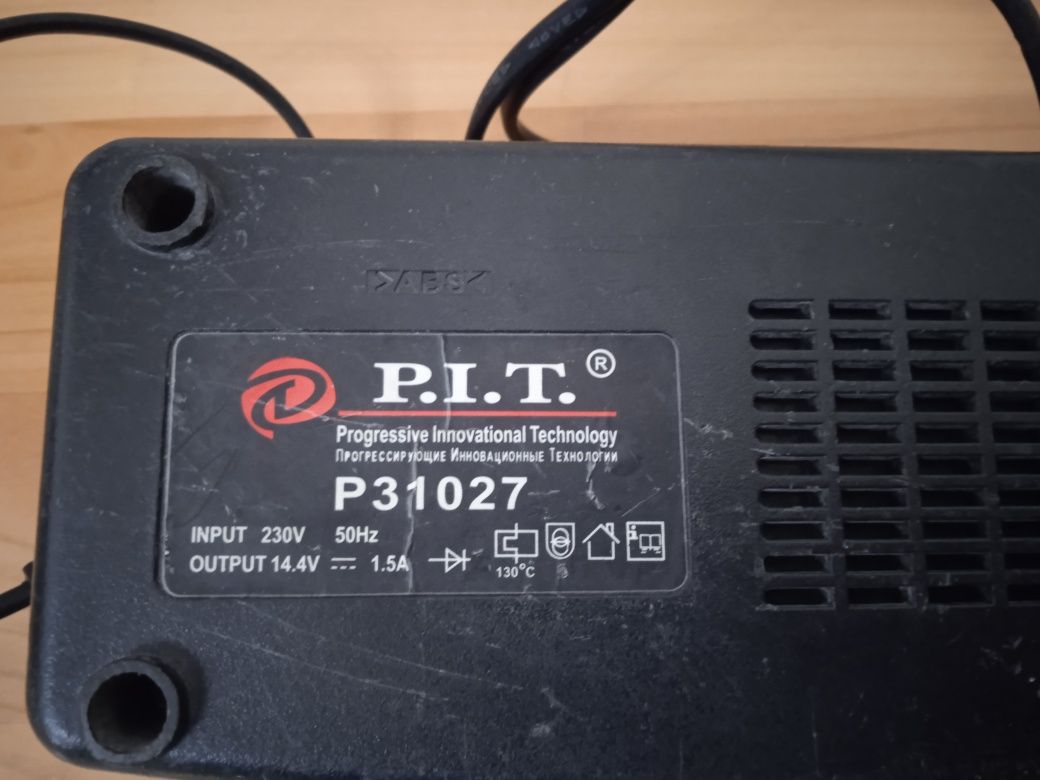 >ABS<
P.I.T.®
Progressive Innovational Technology
Прогрессирующие Инновационные Технологии
P31027
INPUT 230V 50Hz
OUTPUT 14.4V 1.5A
130°C